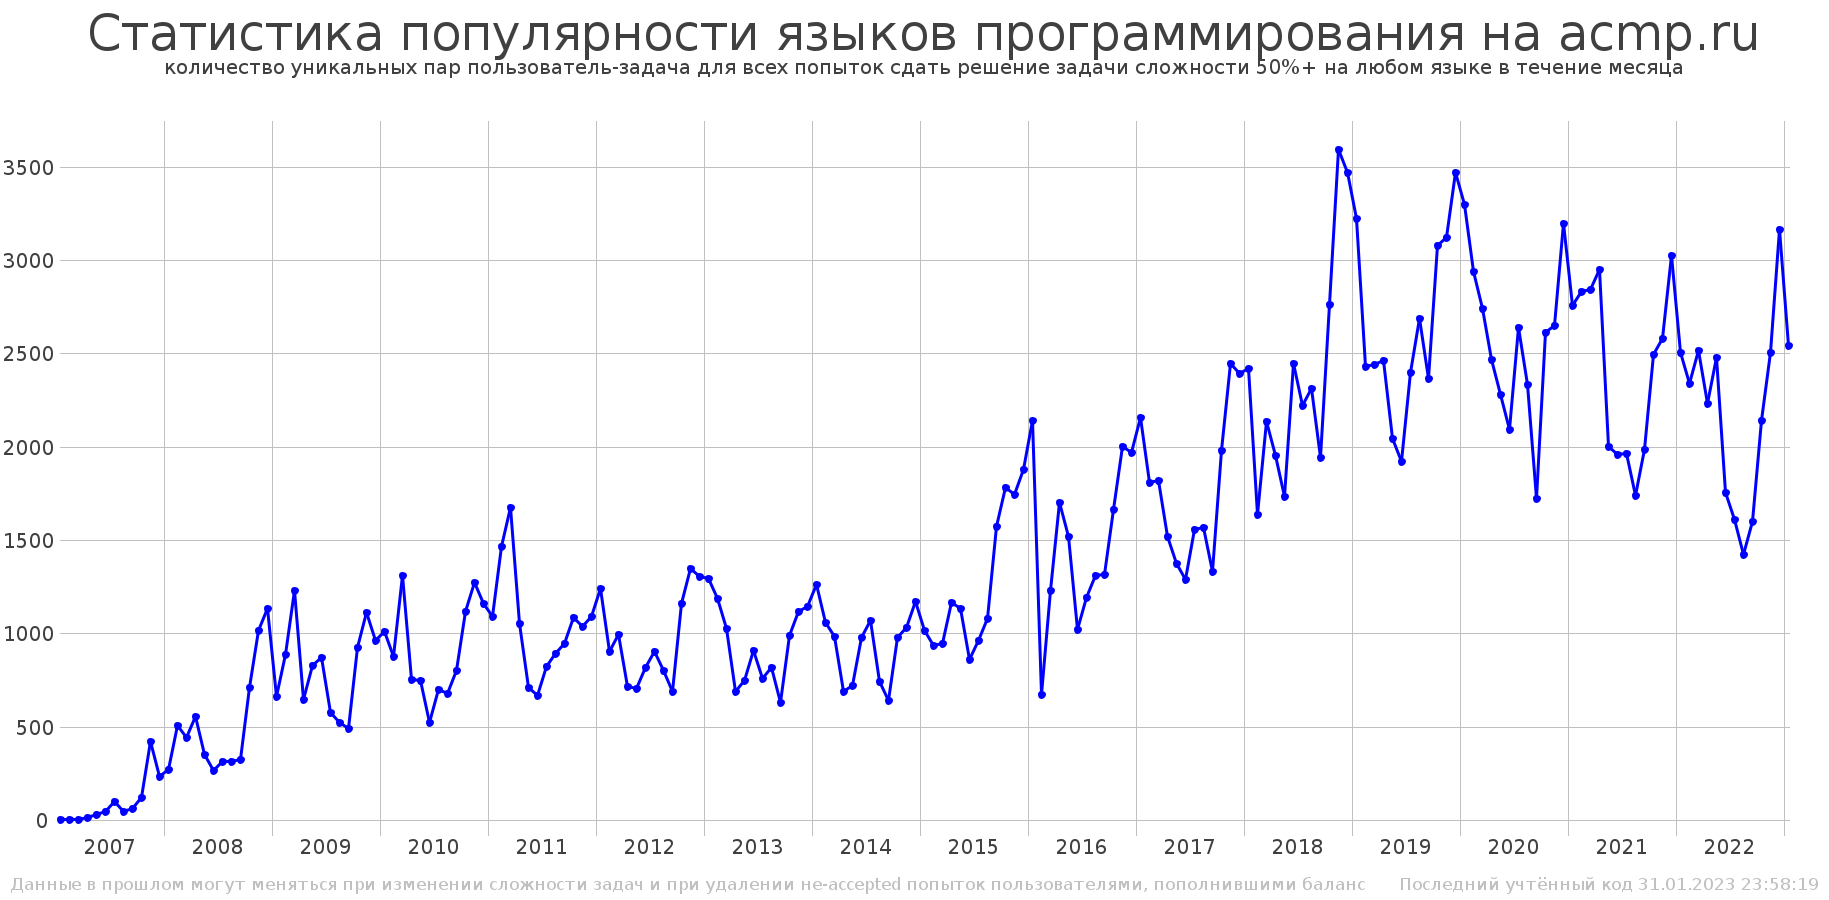 Статистика популярности языков программирования на acmp.ru
количество уникальных пар пользователь-задача для всех попыток сдать решение задачи сложности 50%+ на любом языке в течение месяца
3500
3000
2500
2000
1500
1000
500
0
2007 2008 2009 2010 2011 2012 2013 2014 2015 2016 2017 2018 2019 2020 2021 2022
Данные в прошлом могут меняться при изменении сложности задач и при удалении не-accepted попыток пользователями, пополнившими баланс Последний учтённый код 31.01.2023 23:58:19